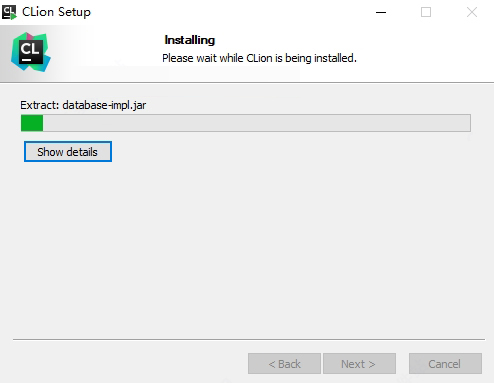 CLion Setup
CL
Installing
Please wait while CLion is being installed.
Extract: database-impl.jar
Show details
< Back
Next >
Cancel